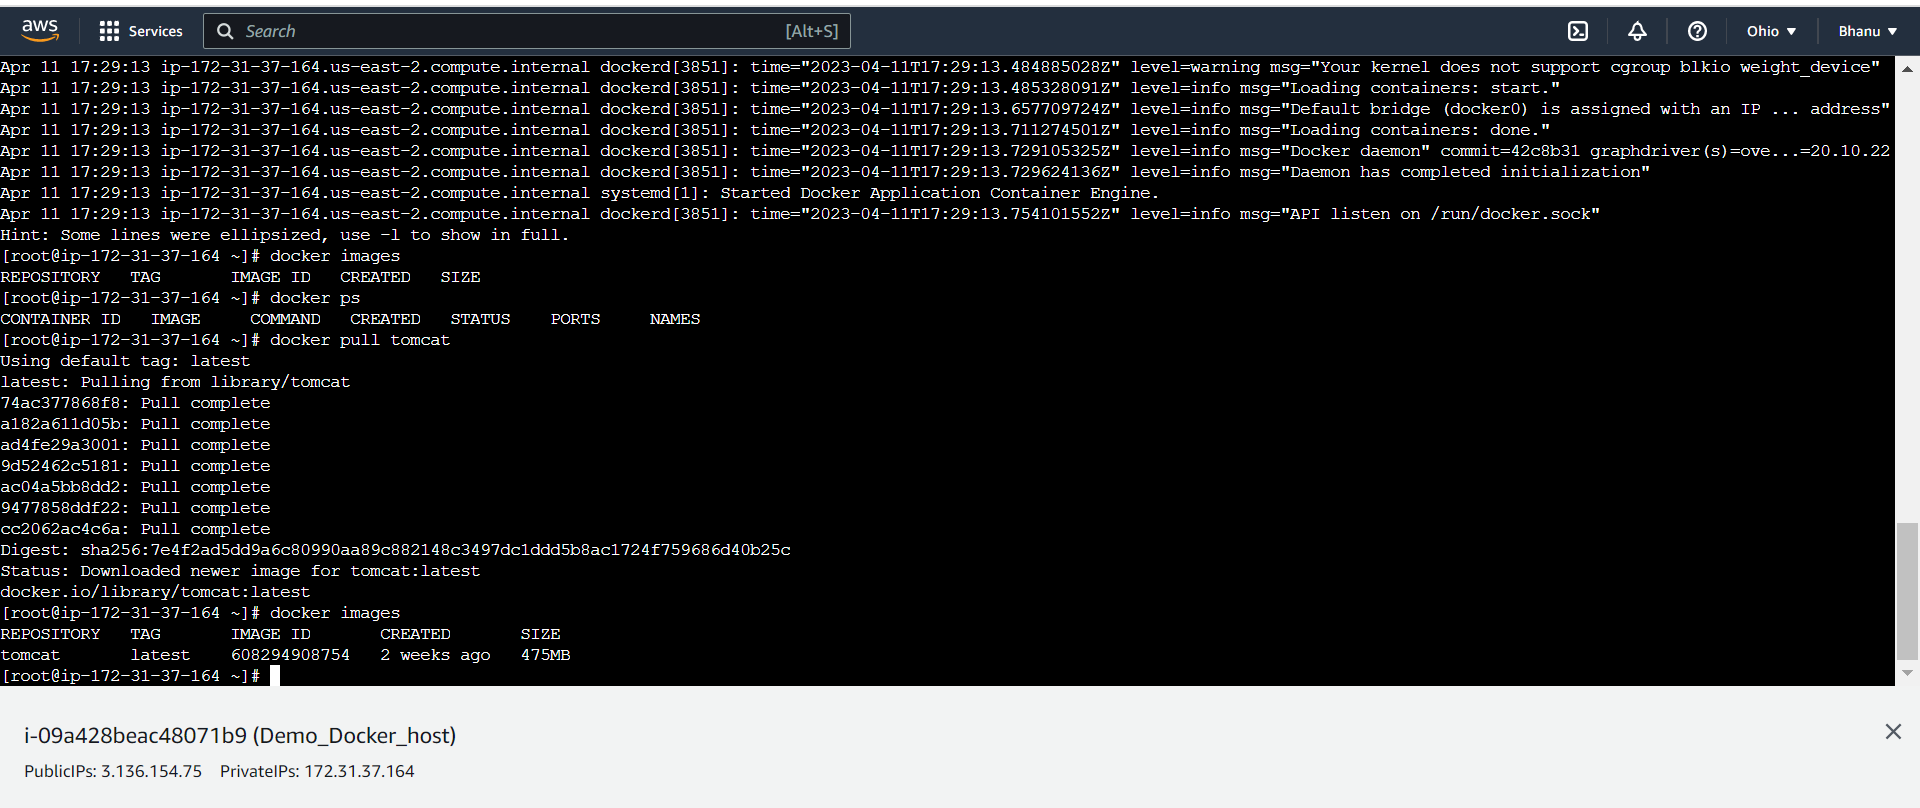 aws Services Search [Alt+S] Ohio Bhanu
Apr 11 17:29:13 ip-172-31-37-164.us-east-2.compute.internal dockerd[3851]: time="2023-04-11T17:29:13.484885028Z" level=warning msg="Your kernel does not support cgroup blkio weight_device"
Apr 11 17:29:13 ip-172-31-37-164.us-east-2.compute.internal dockerd[3851]: time="2023-04-11T17:29:13.485328091Z" level=info msg="Loading containers: start."
Apr 11 17:29:13 ip-172-31-37-164.us-east-2.compute.internal dockerd[3851]: time="2023-04-11T17:29:13.657709724Z" level=info msg="Default bridge (docker0) is assigned with an IP ... address"
Apr 11 17:29:13 ip-172-31-37-164.us-east-2.compute.internal dockerd[3851]: time="2023-04-11T17:29:13.711274501Z" level=info msg="Loading containers: done."
Apr 11 17:29:13 ip-172-31-37-164.us-east-2.compute.internal dockerd[3851]: time="2023-04-11T17:29:13.729105325Z" level=info msg="Docker daemon" commit=42c8b31 graphdriver(s)=ove...=20.10.22
Apr 11 17:29:13 ip-172-31-37-164.us-east-2.compute.internal dockerd[3851]: time="2023-04-11T17:29:13.729624136Z" level=info msg="Daemon has completed initialization"
Apr 11 17:29:13 ip-172-31-37-164.us-east-2.compute.internal systemd[1]: Started Docker Application Container Engine.
Apr 11 17:29:13 ip-172-31-37-164.us-east-2.compute.internal dockerd[3851]: time="2023-04-11T17:29:13.754101552Z" level=info msg="API listen on /run/docker.sock"
Hint: Some lines were ellipsized, use -l to show in full.
[root@ip-172-31-37-164 ~]# docker images
REPOSITORY TAG IMAGE ID CREATED SIZE
[root@ip-172-31-37-164 ~]# docker ps
CONTAINER ID IMAGE COMMAND CREATED STATUS PORTS NAMES
[root@ip-172-31-37-164 ~]# docker pull tomcat
Using default tag: latest
latest: Pulling from library/tomcat
74ac377868f8: Pull complete
a182a611d05b: Pull complete
ad4fe29a3001: Pull complete
9d52462c5181: Pull complete
ac04a5bb8dd2: Pull complete
9477858ddf22: Pull complete
cc2062ac4c6a: Pull complete
Digest: sha256:7e4f2ad5dd9a6c80990aa89c882148c3497dc1ddd5b8ac1724f759686d40b25c
Status: Downloaded newer image for tomcat:latest
docker.io/library/tomcat:latest
[root@ip-172-31-37-164 ~]# docker images
REPOSITORY TAG IMAGE ID CREATED SIZE
tomcat latest 608294908754 2 weeks ago 475MB
[root@ip-172-31-37-164 ~]#
i-09a428beac48071b9 (Demo_Docker_host)
PublicIPs: 3.136.154.75 PrivateIPs: 172.31.37.164